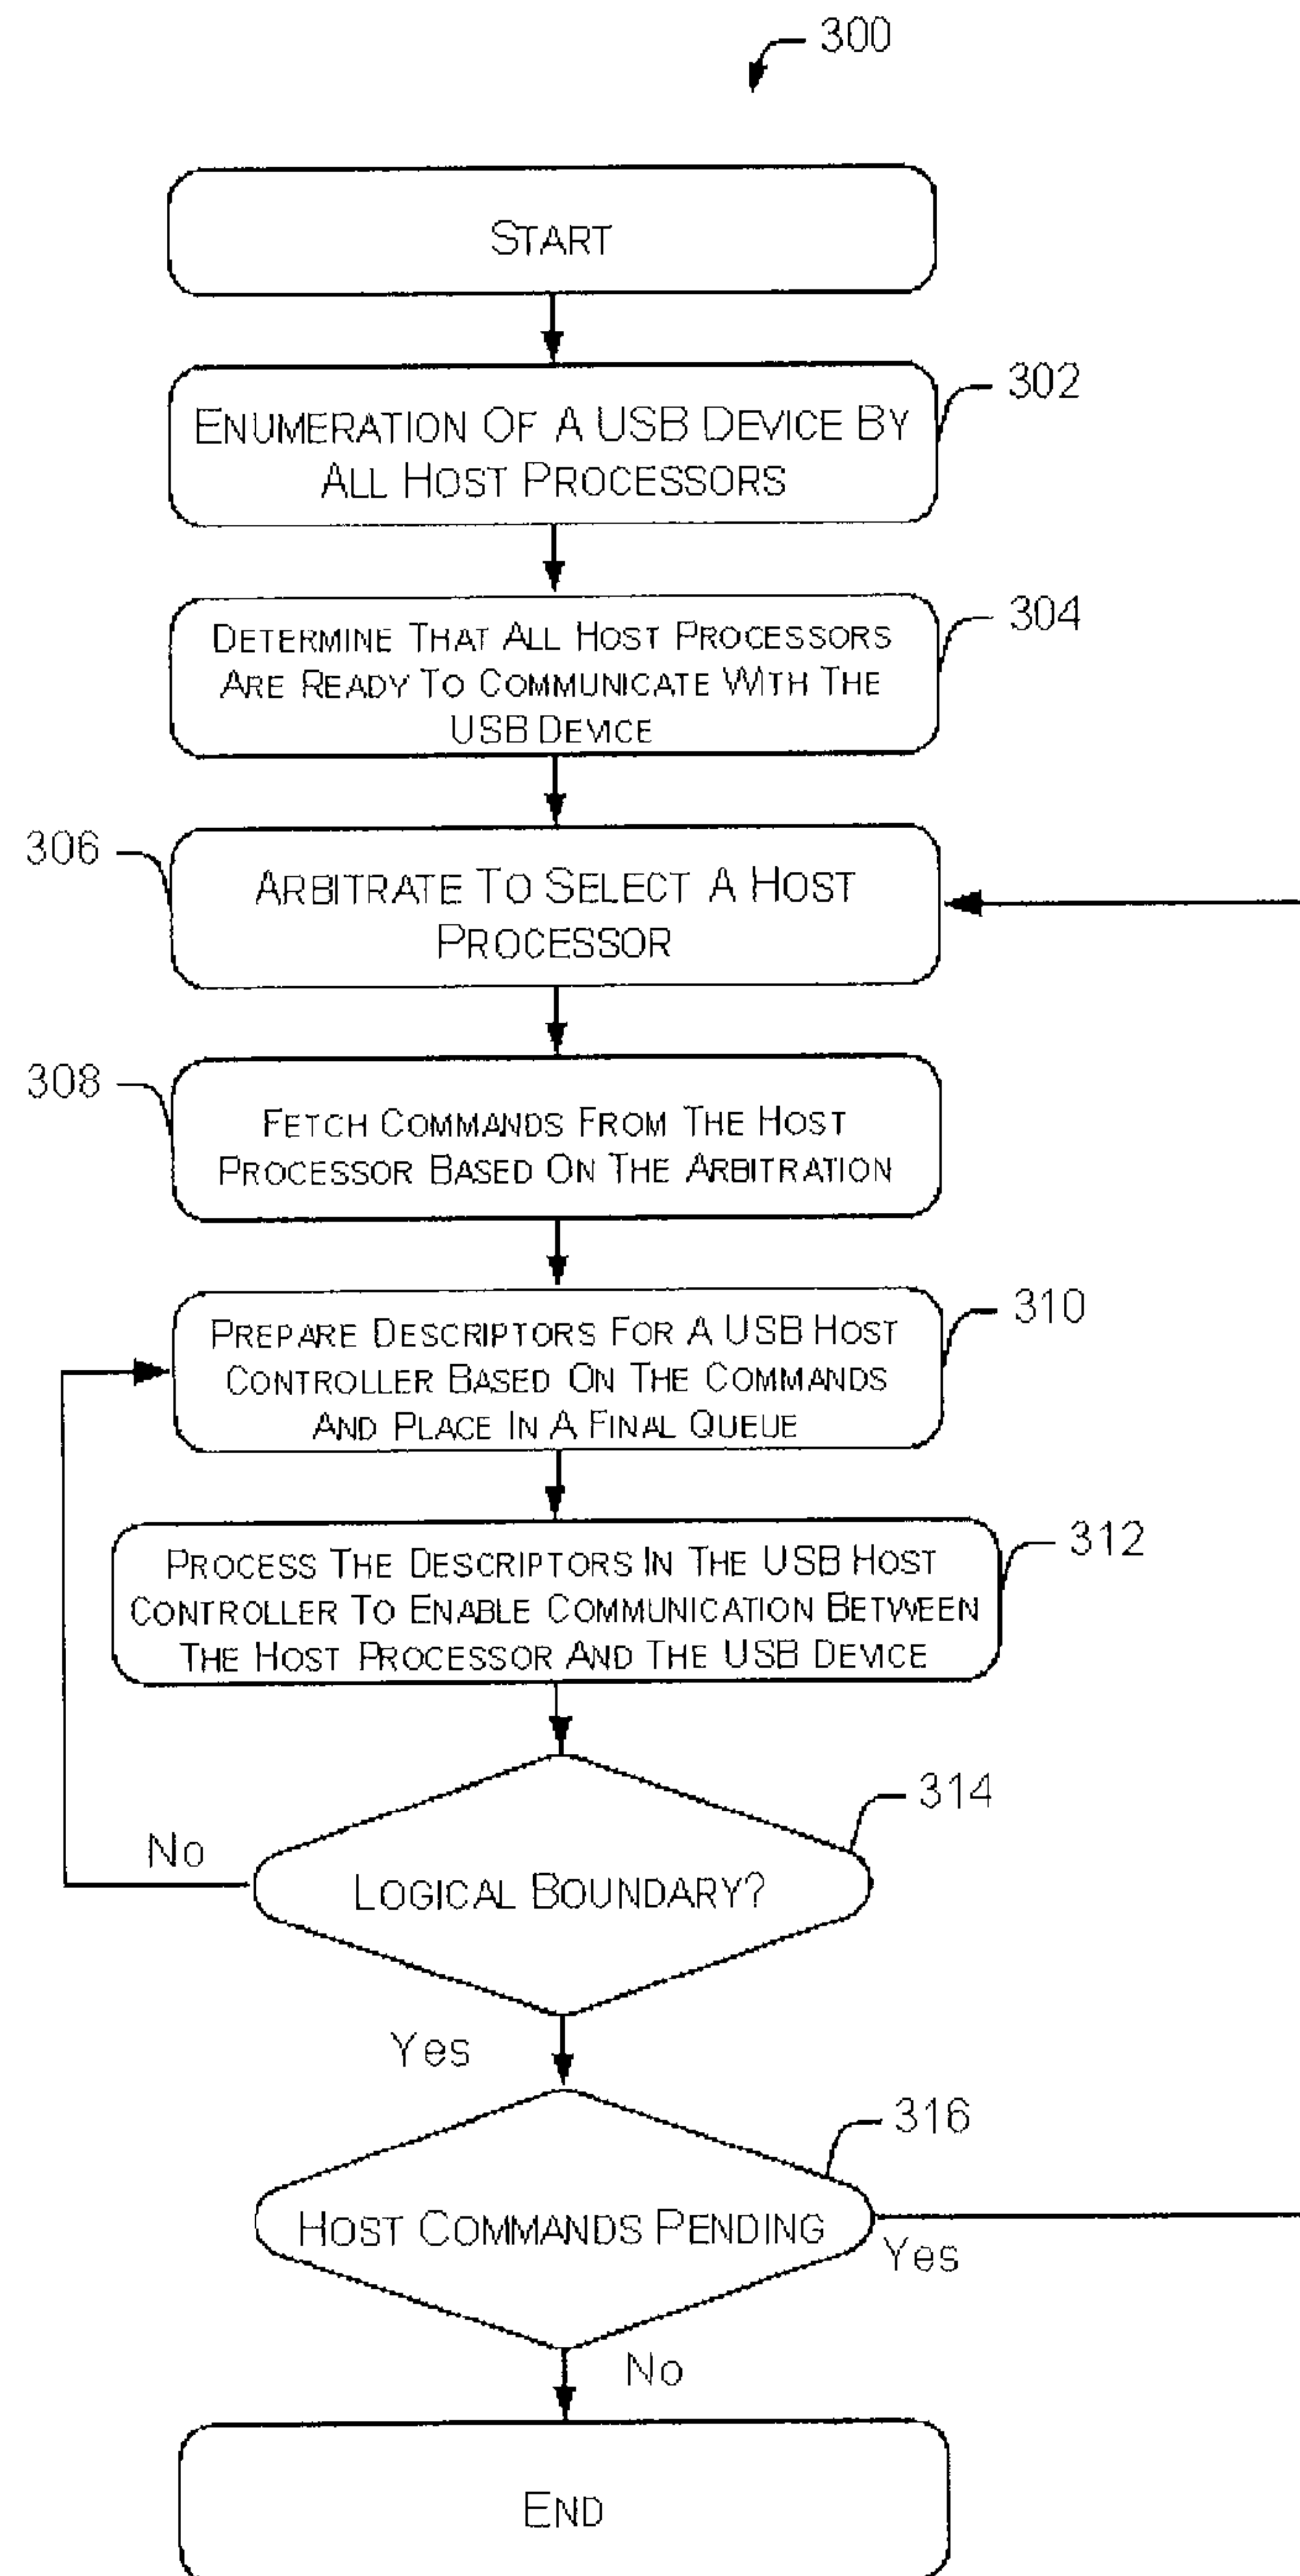 300
START
302
ENUMERATION OF A USB DEVICE BY
ALL HOST PROCESSORS
304
DETERMINE THAT ALL HOST PROCESSORS
ARE READY TO COMMUNICATE WITH THE
USB DEVICE
306
ARBITRATE TO SELECT A HOST
PROCESSOR
308
FETCH COMMANDS FROM THE HOST
PROCESSOR BASED ON THE ARBITRATION
310
PREPARE DESCRIPTORS FOR A USB HOST
CONTROLLER BASED ON THE COMMANDS
AND PLACE IN A FINAL QUEUE
312
PROCESS THE DESCRIPTORS IN THE USB HOST
CONTROLLER TO ENABLE COMMUNICATION BETWEEN
THE HOST PROCESSOR AND THE USB DEVICE
314
No
LOGICAL BOUNDARY?
Yes
316
HOST COMMANDS PENDING
Yes
No
END